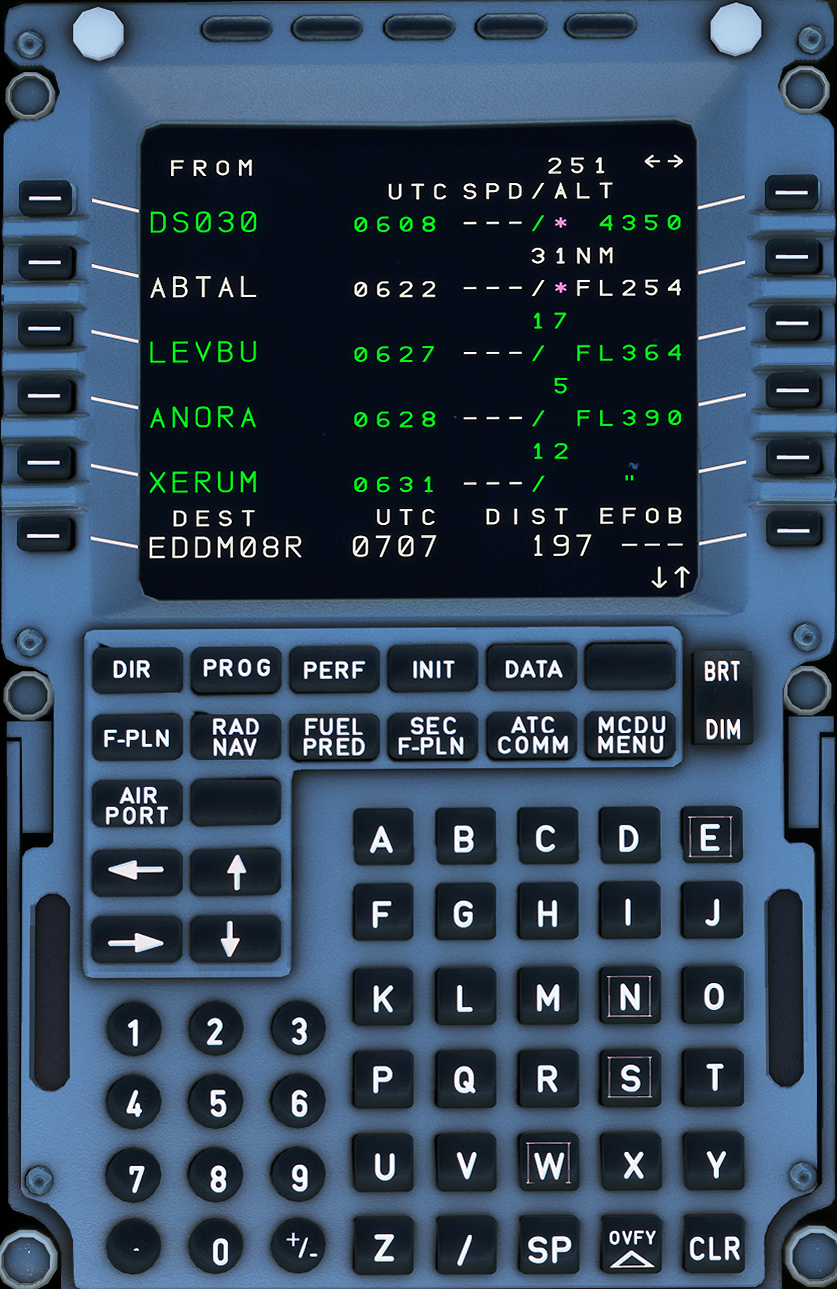 FROM 251 ←→
UTC SPD/ALT
DS030 0608 ---/* 4350
31NM
ABTAL 0622 ---/*FL254
17
LEVBU 0627 ---/ FL364
5
ANORA 0628 ---/ FL390
12
XERUM 0631 ---/ "
DEST UTC DIST EFOB
EDDM08R 0707 197 ---
↓↑
DIR PROG PERF INIT DATA
BRT
F-PLN RAD NAV FUEL PRED SEC F-PLN ATC COMM MCDU MENU
DIM
AIR PORT
← ↑
→ ↓
A B C D E
F G H I J
K L M N O
1 2 3
P Q R S T
4 5 6
U V W X Y
7 8 9
Z / SP OVFY CLR
. 0 +/-